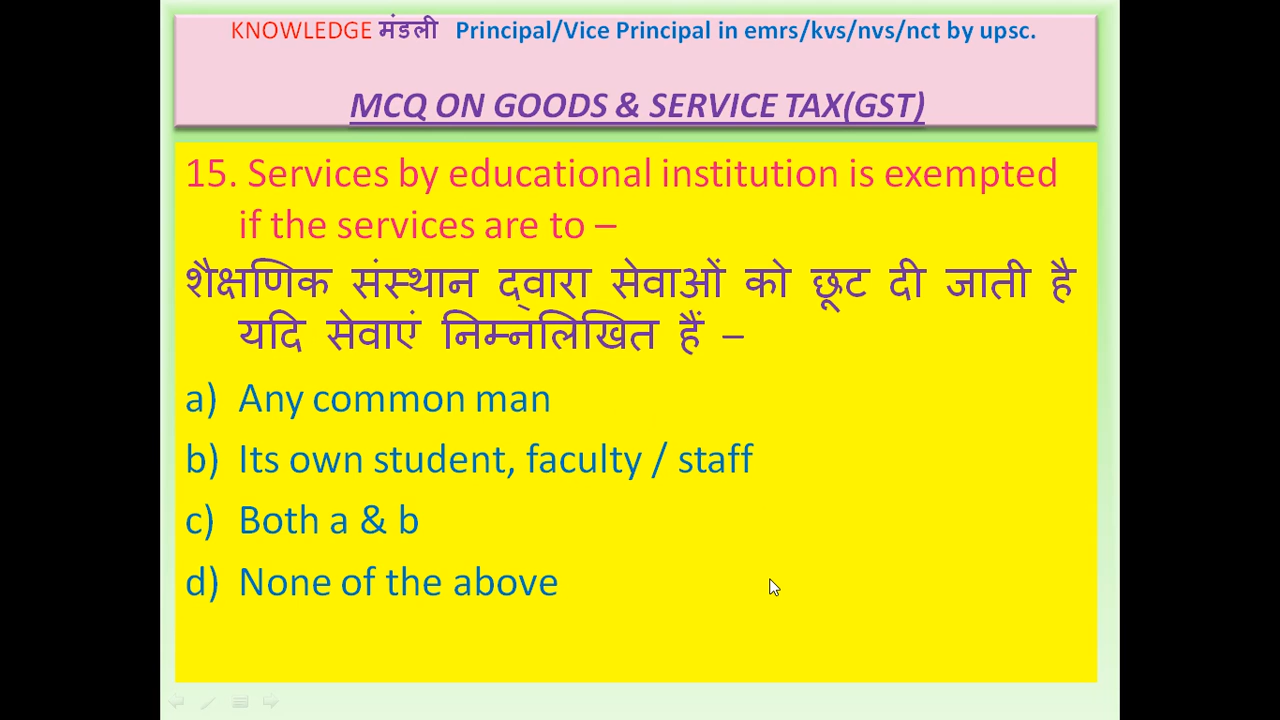 KNOWLEDGE मंडली Principal/Vice Principal in emrs/kvs/nvs/nct by upsc.
MCQ ON GOODS & SERVICE TAX(GST)
15. Services by educational institution is exempted
if the services are to –
शैक्षणिक संस्थान द्वारा सेवाओं को छूट दी जाती है
यदि सेवाएं निम्नलिखित हैं –
a) Any common man
b) Its own student, faculty / staff
c) Both a & b
d) None of the above